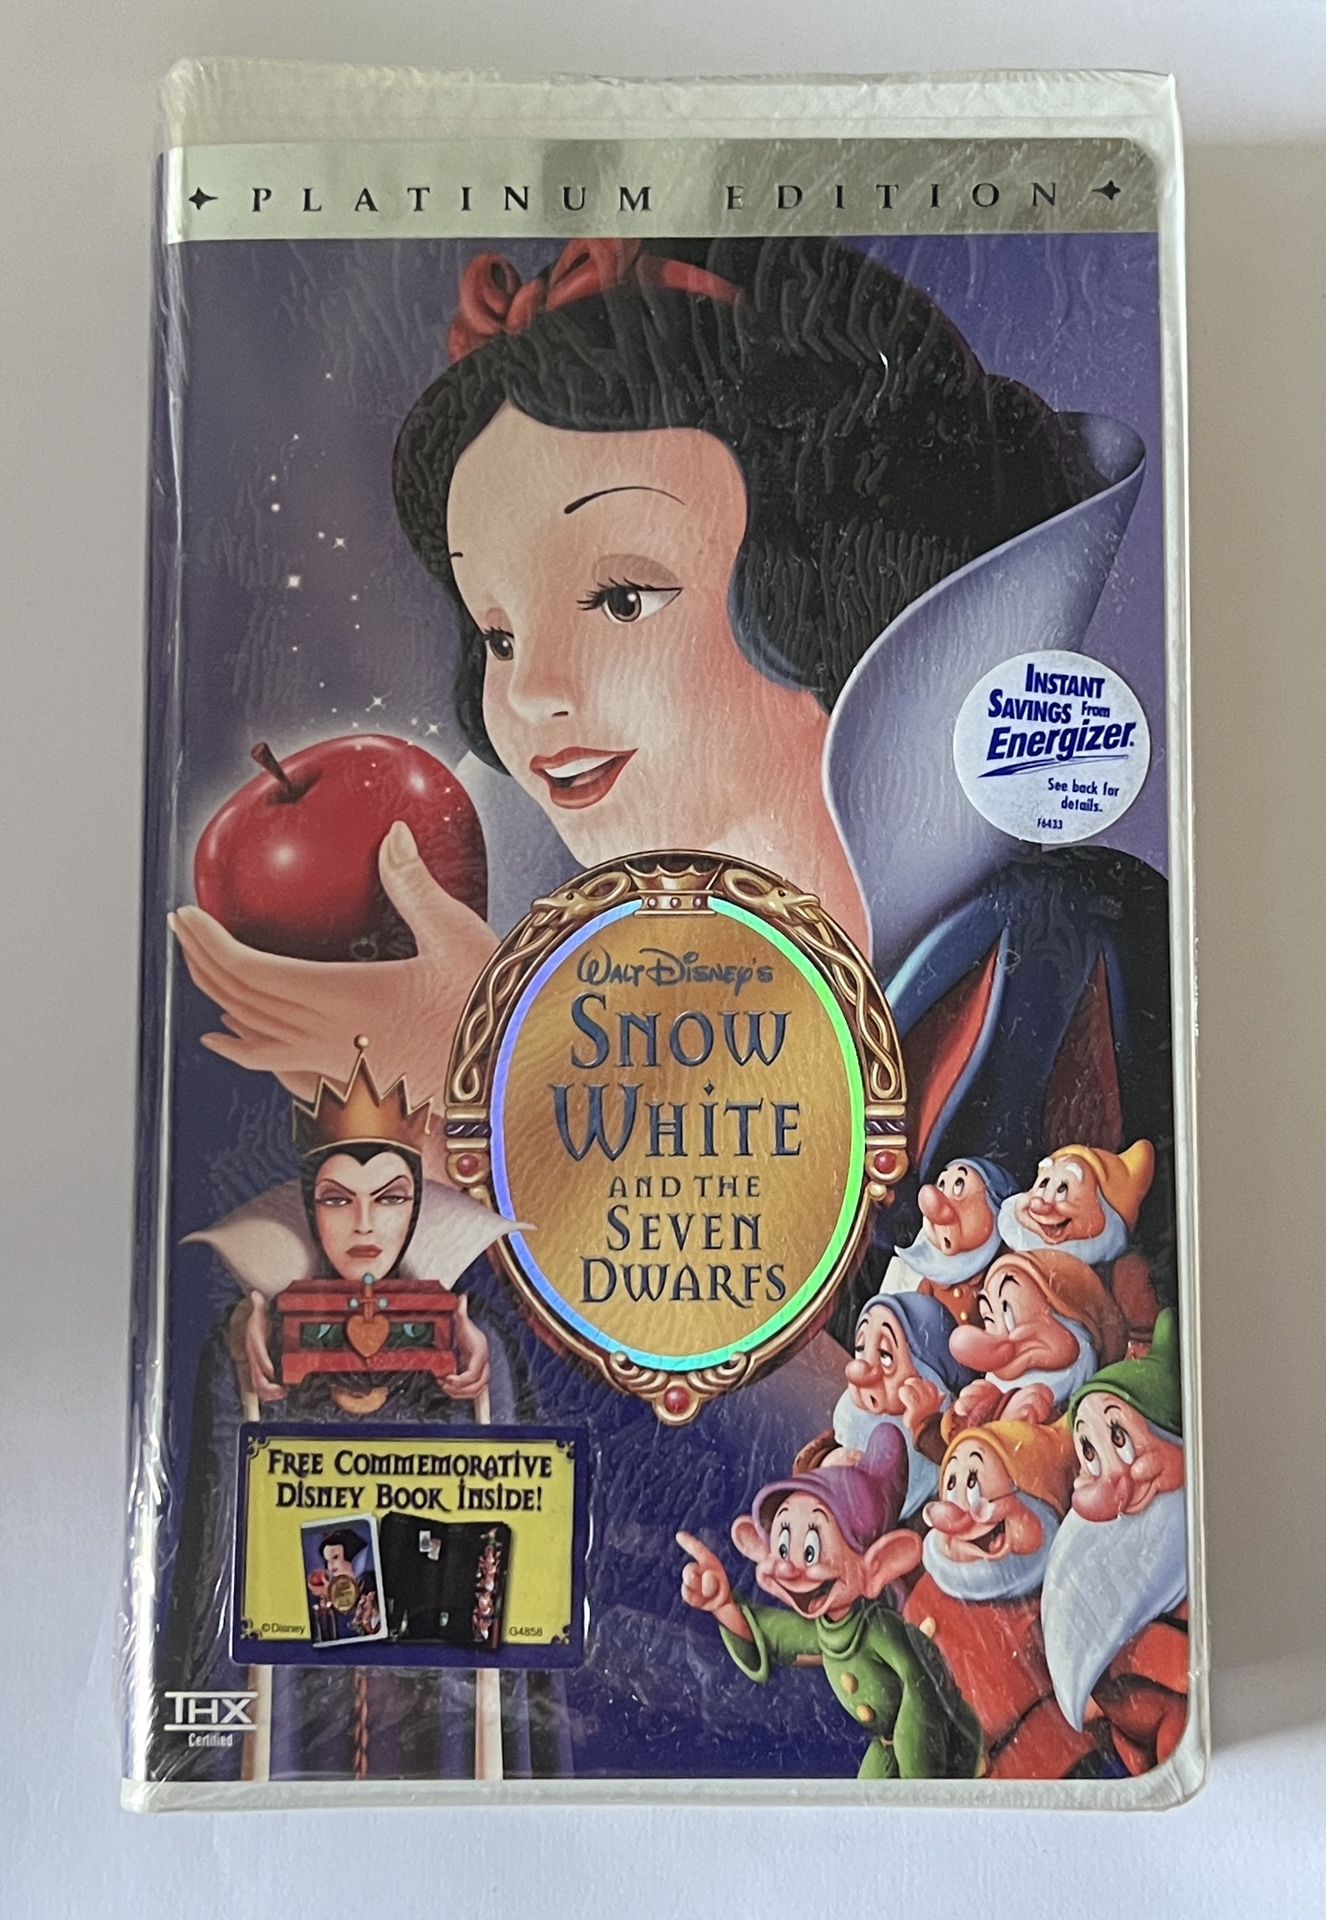 PLATINUM EDITION
INSTANT
SAVINGS From
Energizer.
See back for
details.
F6433
WALT DISNEY'S
SNOW
WHITE
AND THE
SEVEN
DWARFS
FREE COMMEMORATIVE
DISNEY BOOK INSIDE!
©Disney
G4858
THX
Certified